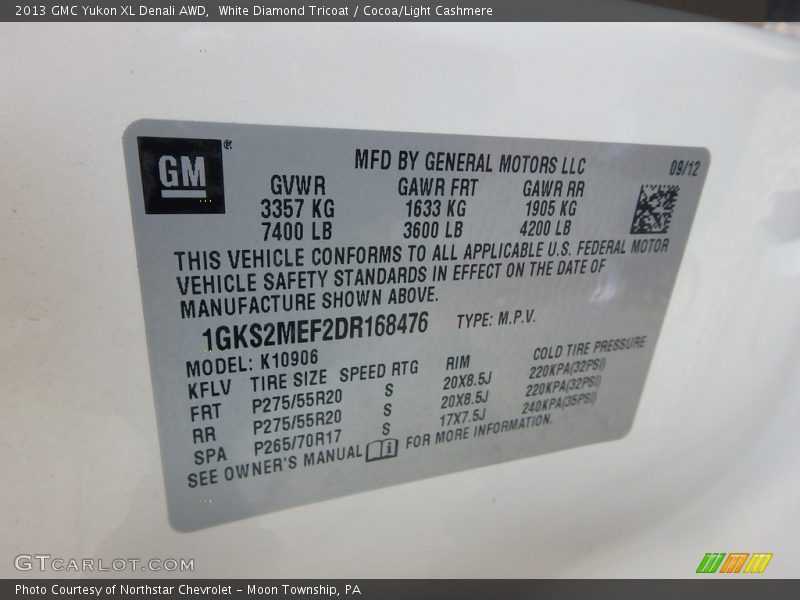 2013 GMC Yukon XL Denali AWD,  White Diamond Tricoat / Cocoa/Light Cashmere
GM®
MFD BY GENERAL MOTORS LLC 09/12
GVWR GAWR FRT GAWR RR
3357 KG 1633 KG 1905 KG
7400 LB 3600 LB 4200 LB
THIS VEHICLE CONFORMS TO ALL APPLICABLE U.S. FEDERAL MOTOR
VEHICLE SAFETY STANDARDS IN EFFECT ON THE DATE OF
MANUFACTURE SHOWN ABOVE.
1GKS2MEF2DR168476 TYPE: M.P.V.
MODEL: K10906
KFLV TIRE SIZE SPEED RTG RIM COLD TIRE PRESSURE
FRT P275/55R20 S 20X8.5J 220KPA(32PSI)
RR P275/55R20 S 20X8.5J 220KPA(32PSI)
SPA P265/70R17 S 17X7.5J 240KPA(35PSI)
SEE OWNER'S MANUAL i FOR MORE INFORMATION.
GTCARLOT.COM
Photo Courtesy of Northstar Chevrolet – Moon Township, PA